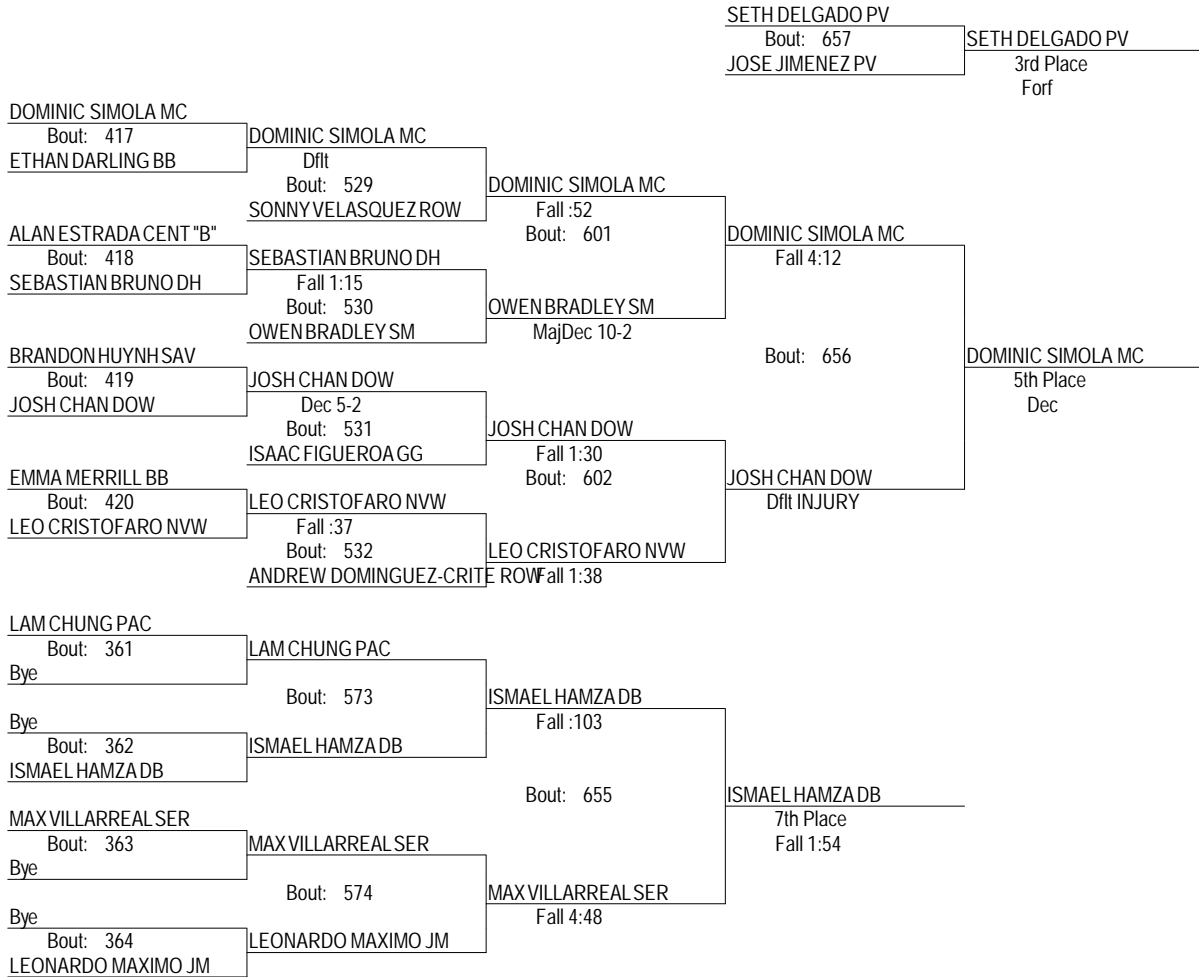 SETH DELGADO PV
Bout: 657
SETH DELGADO PV
JOSE JIMENEZ PV
3rd Place
Forf
DOMINIC SIMOLA MC
Bout: 417
DOMINIC SIMOLA MC
ETHAN DARLING BB
Dflt
Bout: 529
DOMINIC SIMOLA MC
SONNY VELASQUEZ ROW
Fall :52
ALAN ESTRADA CENT "B"
Bout: 601
DOMINIC SIMOLA MC
Bout: 418
SEBASTIAN BRUNO DH
Fall 4:12
SEBASTIAN BRUNO DH
Fall 1:15
Bout: 530
OWEN BRADLEY SM
OWEN BRADLEY SM
MajDec 10-2
BRANDON HUYNH SAV
Bout: 656
DOMINIC SIMOLA MC
Bout: 419
JOSH CHAN DOW
5th Place
JOSH CHAN DOW
Dec 5-2
Dec
Bout: 531
JOSH CHAN DOW
ISAAC FIGUEROA GG
Fall 1:30
EMMA MERRILL BB
Bout: 602
JOSH CHAN DOW
Bout: 420
LEO CRISTOFARO NVW
Dflt INJURY
LEO CRISTOFARO NVW
Fall :37
Bout: 532
LEO CRISTOFARO NVW
ANDREW DOMINGUEZ-CRITE ROW
Fall 1:38
LAM CHUNG PAC
Bout: 361
LAM CHUNG PAC
Bye
Bout: 573
ISMAEL HAMZA DB
Bye
Fall :103
Bout: 362
ISMAEL HAMZA DB
ISMAEL HAMZA DB
Bout: 655
ISMAEL HAMZA DB
MAX VILLARREAL SER
7th Place
Bout: 363
MAX VILLARREAL SER
Fall 1:54
Bye
Bout: 574
MAX VILLARREAL SER
Bye
Fall 4:48
Bout: 364
LEONARDO MAXIMO JM
LEONARDO MAXIMO JM